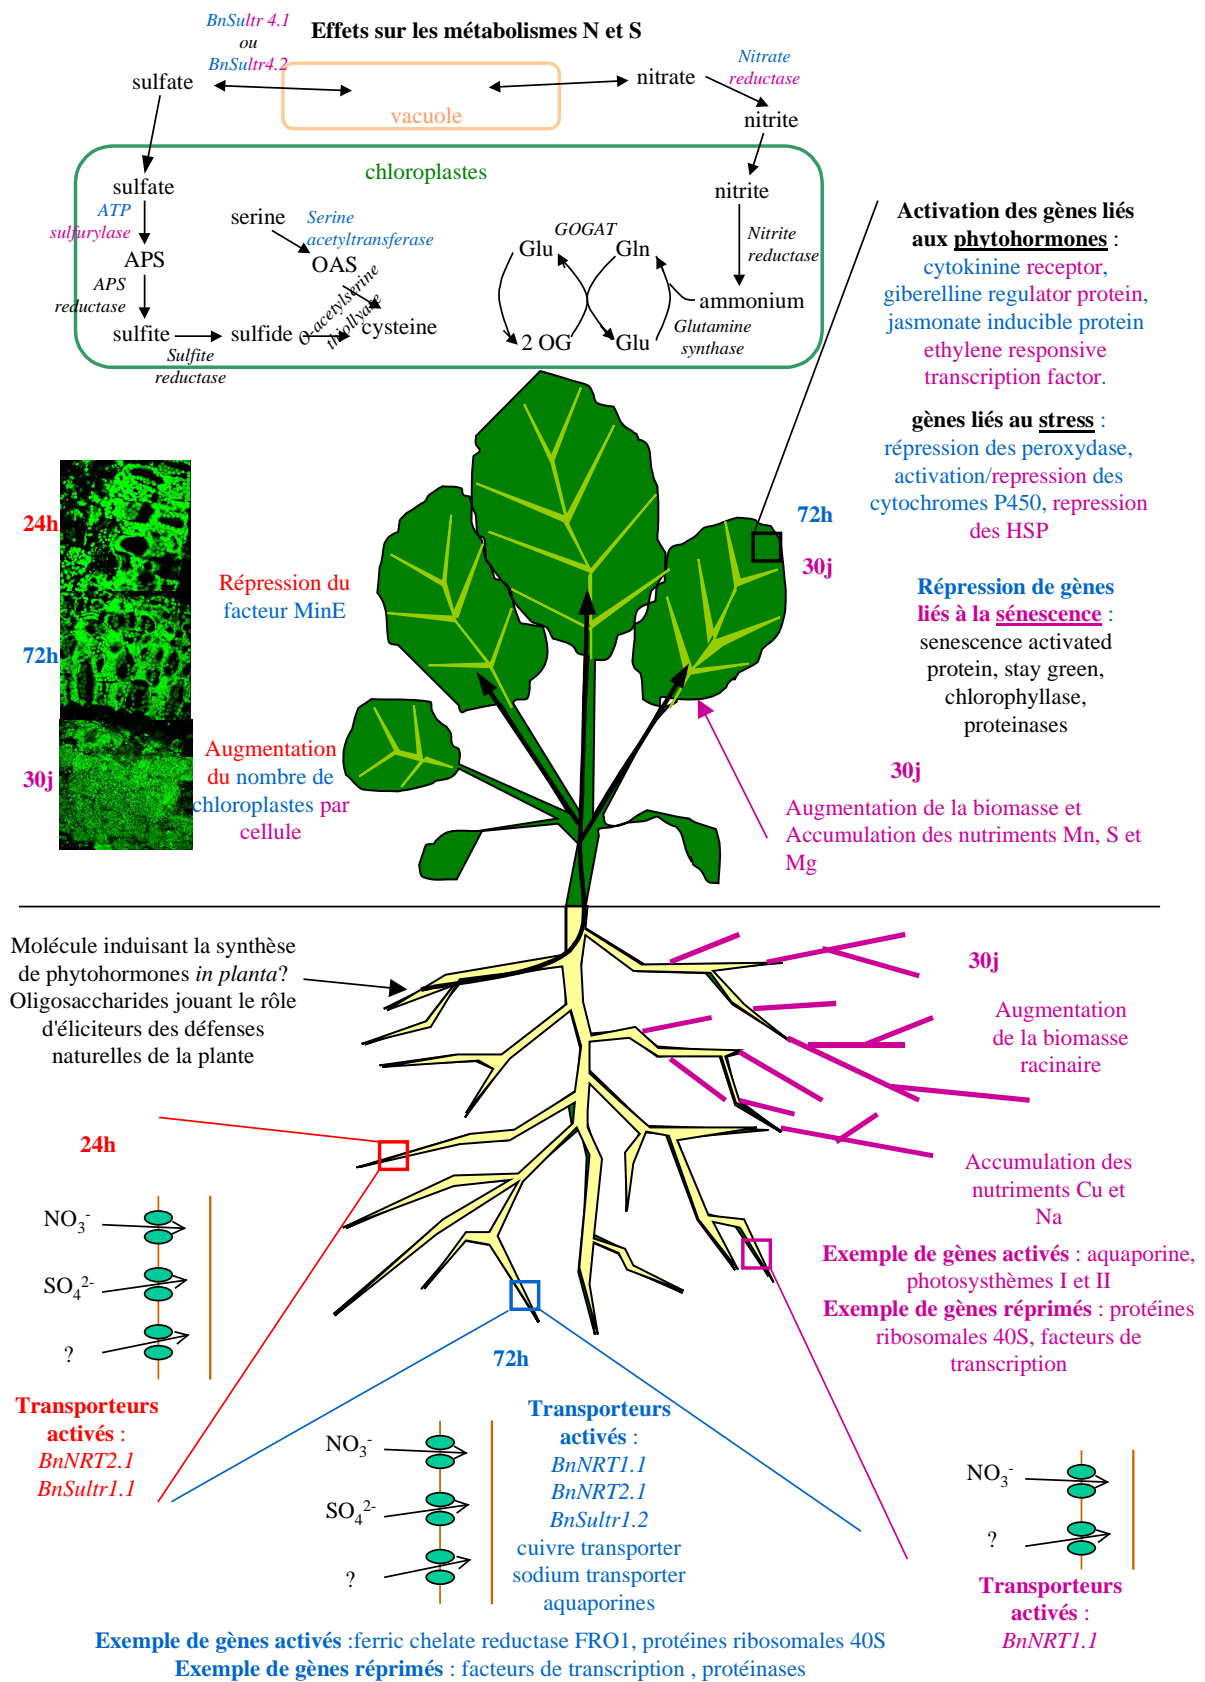 BnSultr 4.1
ou
BnSultr4.2
Effets sur les métabolismes N et S
sulfate
nitrate
Nitrate
reductase
vacuole
nitrite
chloroplastes
sulfate
nitrite
ATP
sulfurylase
serine
Serine
acetyltransferase
GOGAT
Glu
Gln
Nitrite
reductase
APS
OAS
APS
reductase
O-acetylserine
thiollyase
ammonium
sulfite
sulfide
cysteine
2 OG
Glu
Glutamine
synthase
Sulfite
reductase
Activation des gènes liés
aux phytohormones :
cytokinine receptor,
giberelline regulator protein,
jasmonate inducible protein
ethylene responsive
transcription factor.
gènes liés au stress :
répression des peroxydase,
activation/repression des
cytochromes P450, repression
des HSP
72h
30j
Répression de gènes
liés à la sénescence :
senescence activated
protein, stay green,
chlorophyllase,
proteinases
24h
72h
30j
Répression du
facteur MinE
Augmentation
du nombre de
chloroplastes par
cellule
30j
Augmentation de la biomasse et
Accumulation des nutriments Mn, S et
Mg
Molécule induisant la synthèse
de phytohormones in planta?
Oligosaccharides jouant le rôle
d'éliciteurs des défenses
naturelles de la plante
30j
Augmentation
de la biomasse
racinaire
Accumulation des
nutriments Cu et
Na
Exemple de gènes activés : aquaporine,
photosysthèmes I et II
Exemple de gènes réprimés : protéines
ribosomales 40S, facteurs de
transcription
24h
NO3-
SO42-
?
Transporteurs
activés :
BnNRT2.1
BnSultr1.1
72h
NO3-
SO42-
?
Transporteurs
activés :
BnNRT1.1
BnNRT2.1
BnSultr1.2
cuivre transporter
sodium transporter
aquaporines
Exemple de gènes activés :ferric chelate reductase FRO1, protéines ribosomales 40S
Exemple de gènes réprimés : facteurs de transcription , protéinases
NO3-
?
Transporteurs
activés :
BnNRT1.1